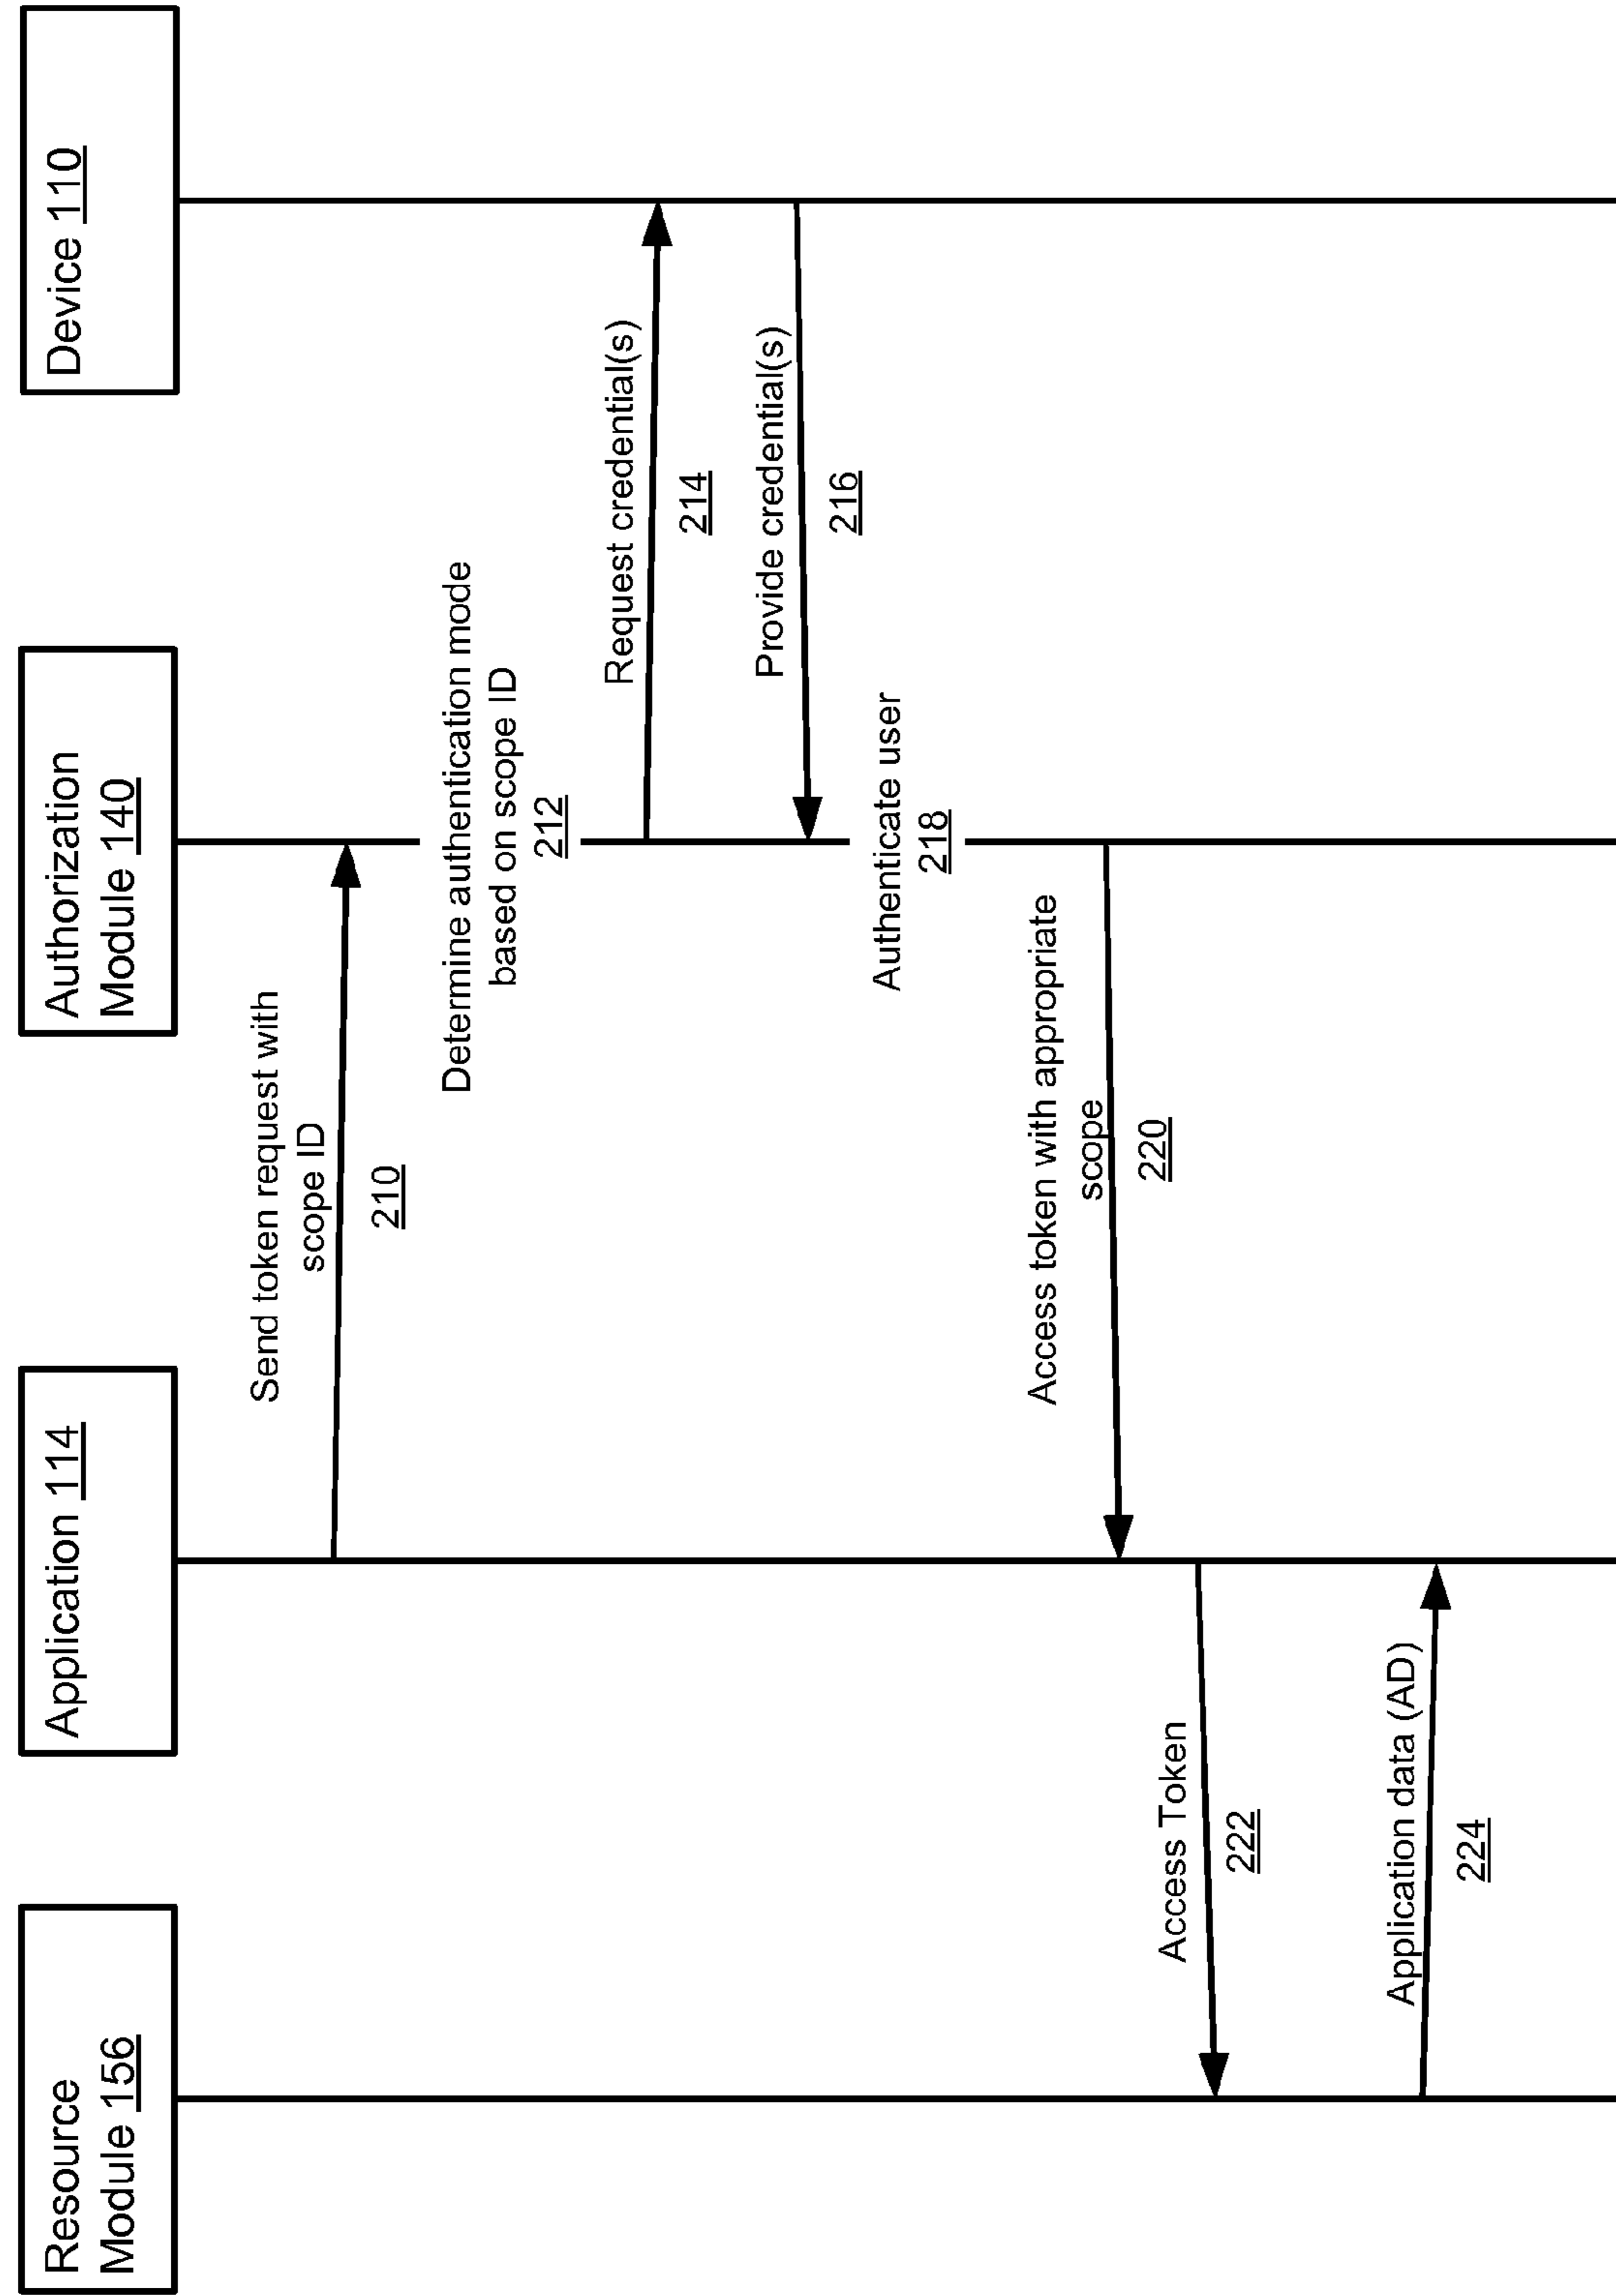 Resource
Module 156
Application 114
Authorization
Module 140
Device 110
Send token request with
scope ID
210
Determine authentication mode
based on scope ID
212
Request credential(s)
214
Provide credential(s)
216
Authenticate user
218
Access token with appropriate
scope
220
Access Token
222
Application data (AD)
224